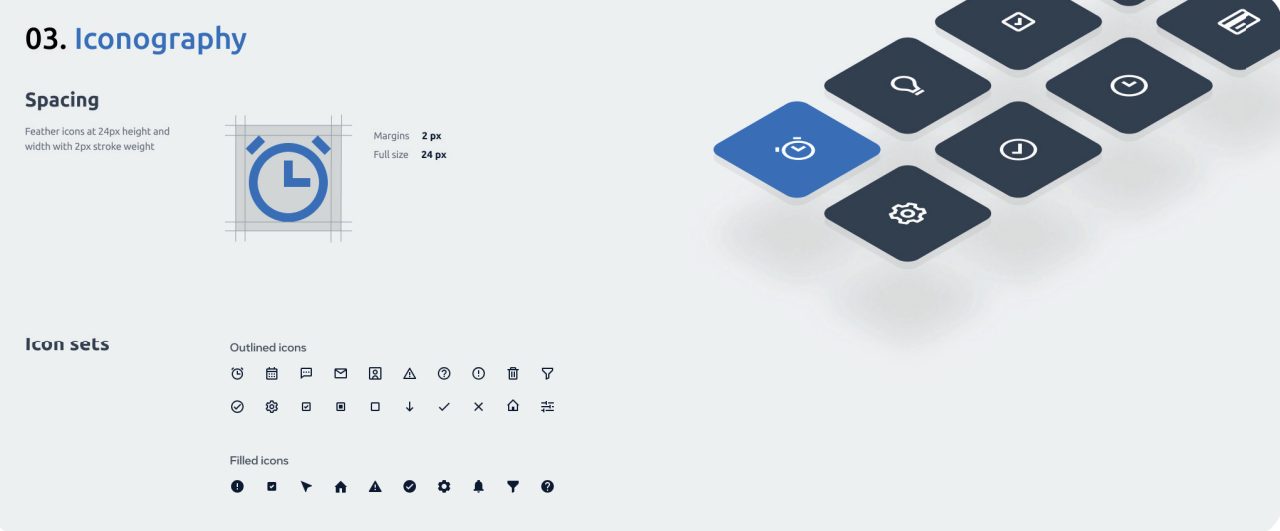 03. Iconography
Spacing
Feather icons at 24px height and
width with 2px stroke weight
Margins 2 px
Full size 24 px
Icon sets
Outlined icons
Filled icons